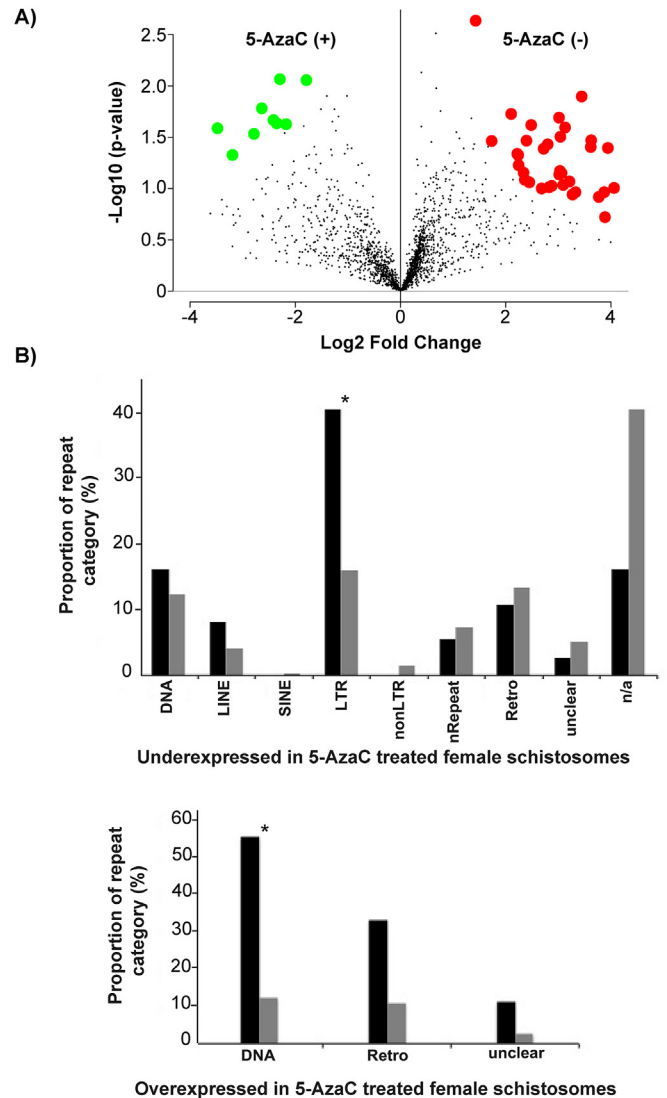 A)
5-AzaC (+)
5-AzaC (-)
2.5
2.0
1.5
1.0
0.5
0
-Log10 (p-value)
-4
-2
0
2
4
Log2 Fold Change
B)
40
30
20
10
0
Proportion of repeat
category (%)
*
DNA
LINE
SINE
LTR
nonLTR
nRepeat
Retro
unclear
n/a
Underexpressed in 5-AzaC treated female schistosomes
60
50
40
30
20
10
0
Proportion of repeat
category (%)
*
DNA
Retro
unclear
Overexpressed in 5-AzaC treated female schistosomes